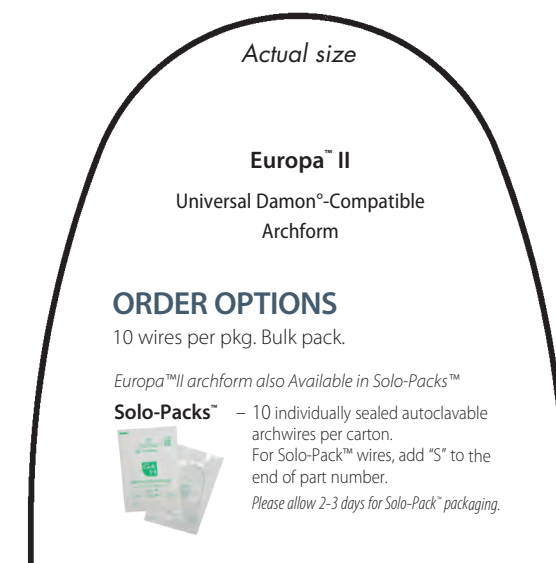 Actual size
Europa™ II
Universal Damon°-Compatible
Archform
ORDER OPTIONS
10 wires per pkg. Bulk pack.
Europa™II archform also Available in Solo-Packs™
Solo-Packs™ – 10 individually sealed autoclavable
archwires per carton.
For Solo-Pack™ wires, add “S” to the
end of part number.
Please allow 2-3 days for Solo-Pack™ packaging.